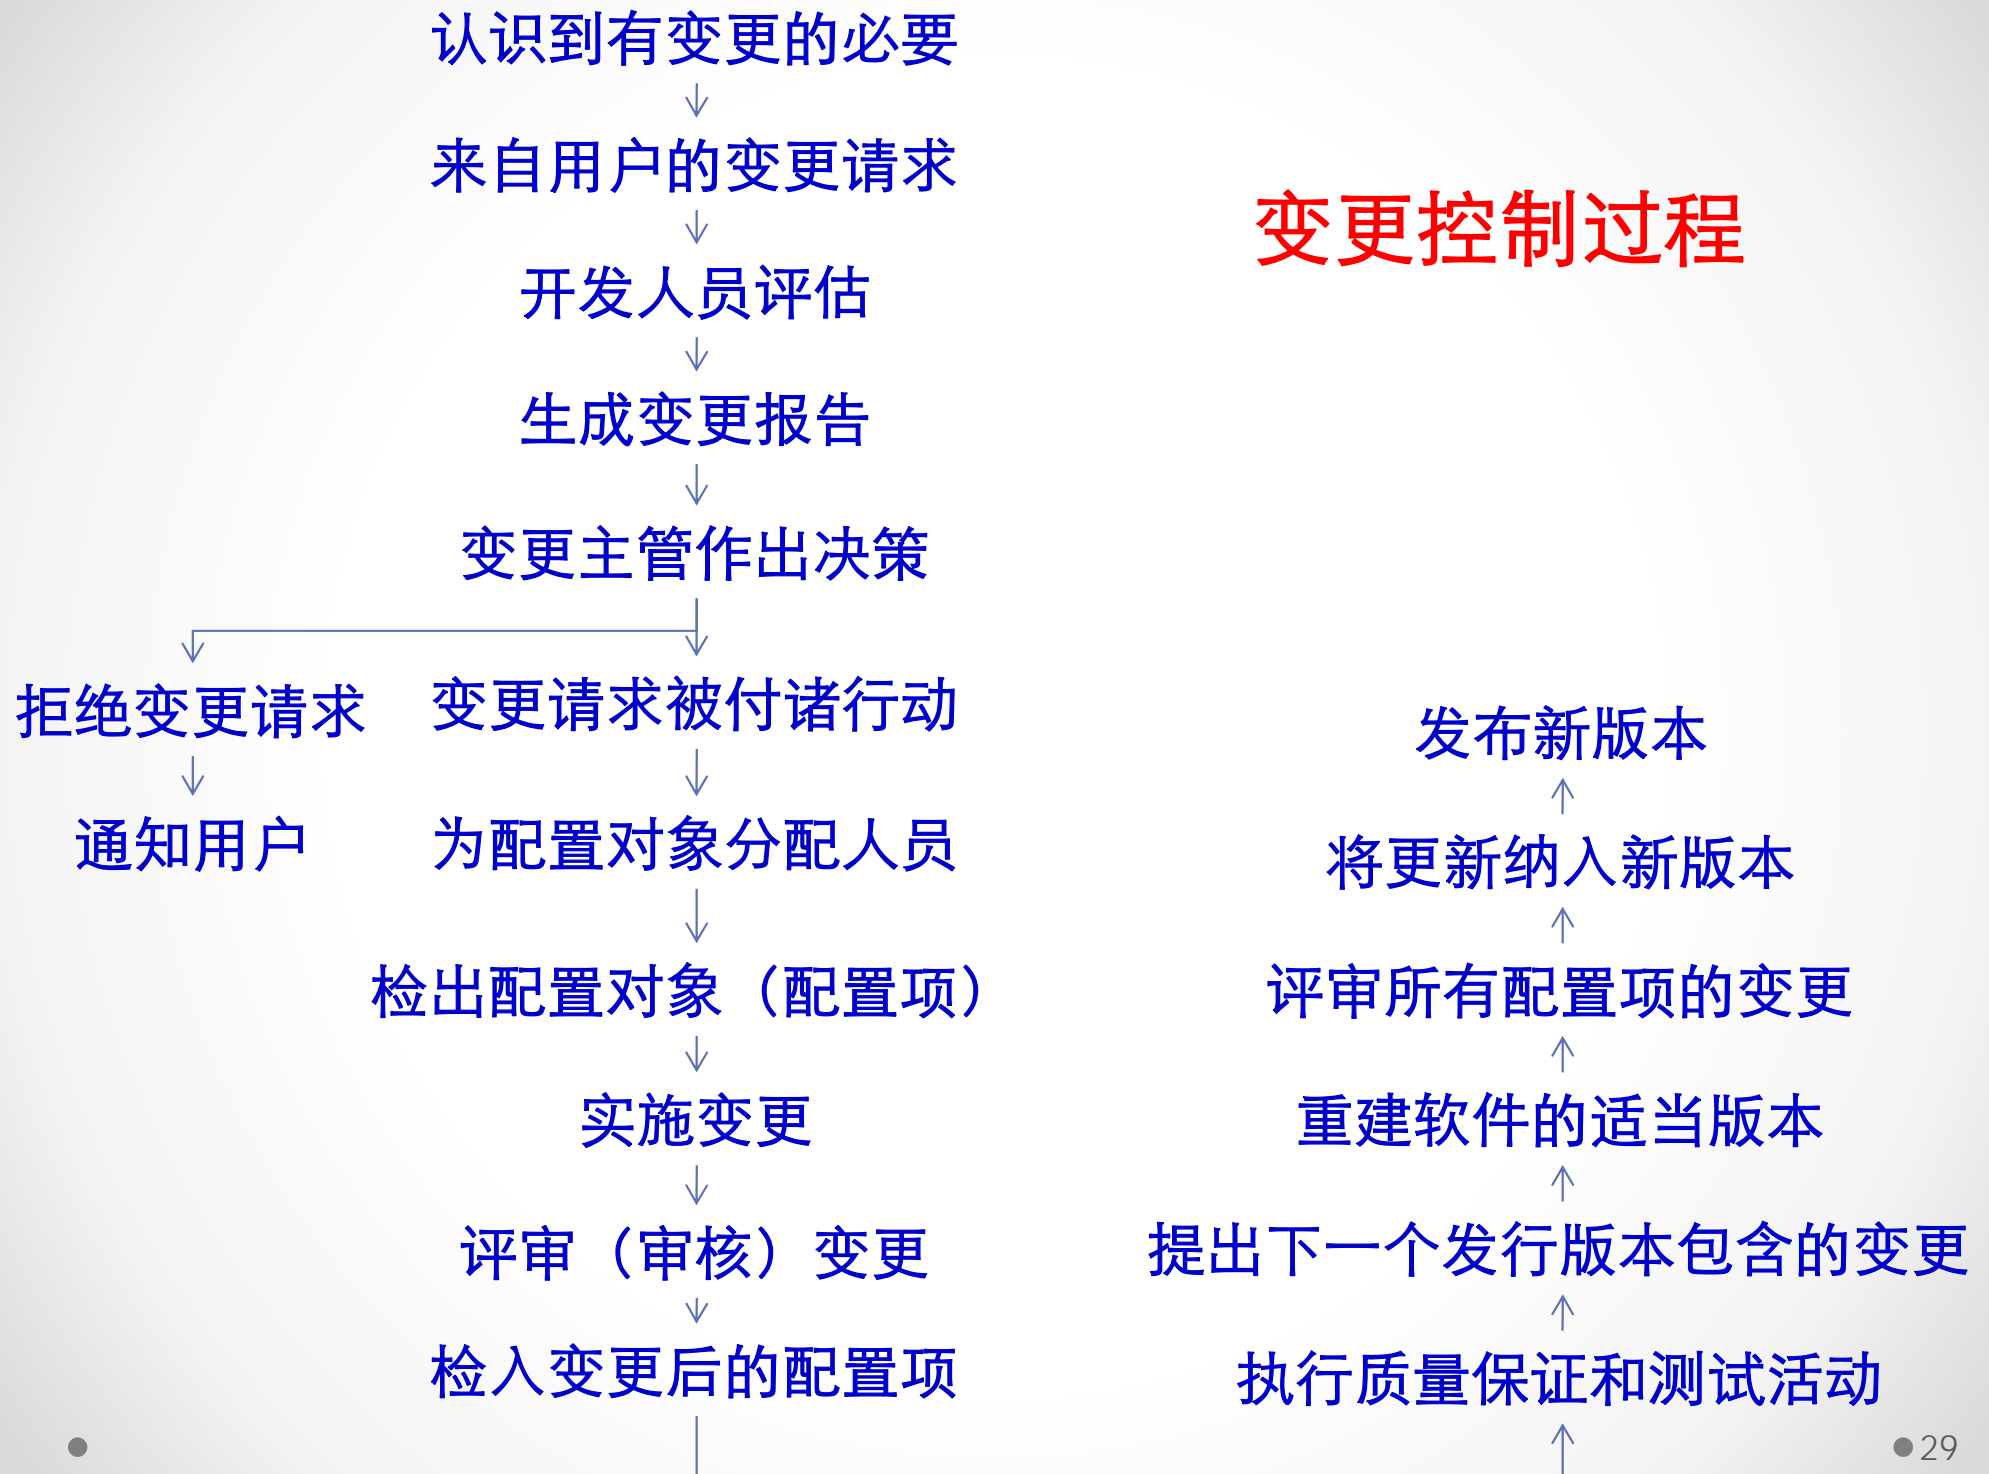 认识到有变更的必要
来自用户的变更请求
变更控制过程
开发人员评估
生成变更报告
变更主管作出决策
拒绝变更请求
变更请求被付诸行动
通知用户
为配置对象分配人员
检出配置对象（配置项）
实施变更
评审（审核）变更
检入变更后的配置项
发布新版本
将更新纳入新版本
评审所有配置项的变更
重建软件的适当版本
提出下一个发行版本包含的变更
执行质量保证和测试活动
29